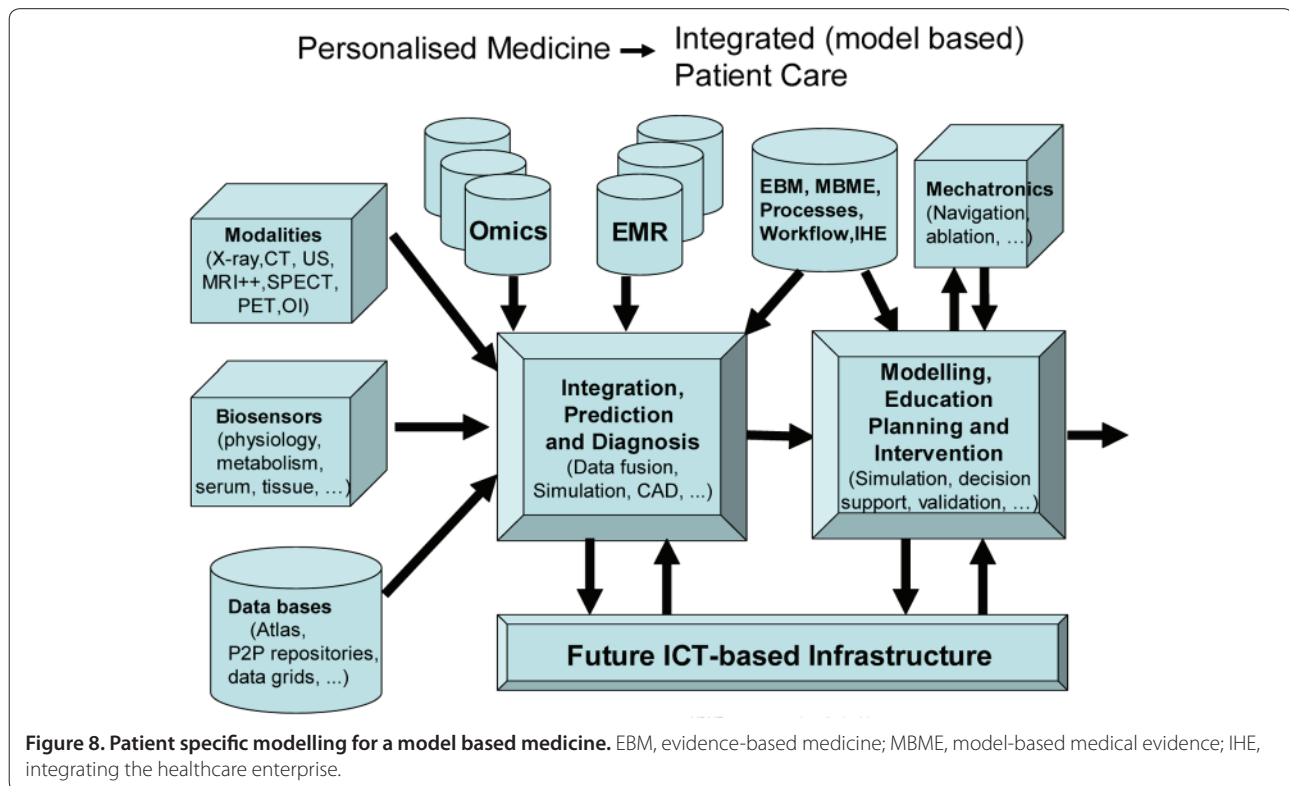 Personalised Medicine
Integrated (model based)
Patient Care
Modalities
(X-ray,CT, US,
MRI++,SPECT,
PET,OI)
Omics
EMR
EBM, MBME,
Processes,
Workflow,IHE
Mechatronics
(Navigation,
ablation, …)
Biosensors
(physiology,
metabolism,
serum, tissue, …)
Integration,
Prediction
and Diagnosis
(Data fusion,
Simulation, CAD, ...)
Modelling,
Education
Planning and
Intervention
(Simulation, decision
support, validation, …)
Data bases
(Atlas,
P2P repositories,
data grids, ...)
Future ICT-based Infrastructure
Figure 8. Patient specific modelling for a model based medicine. EBM, evidence-based medicine; MBME, model-based medical evidence; IHE,
integrating the healthcare enterprise.